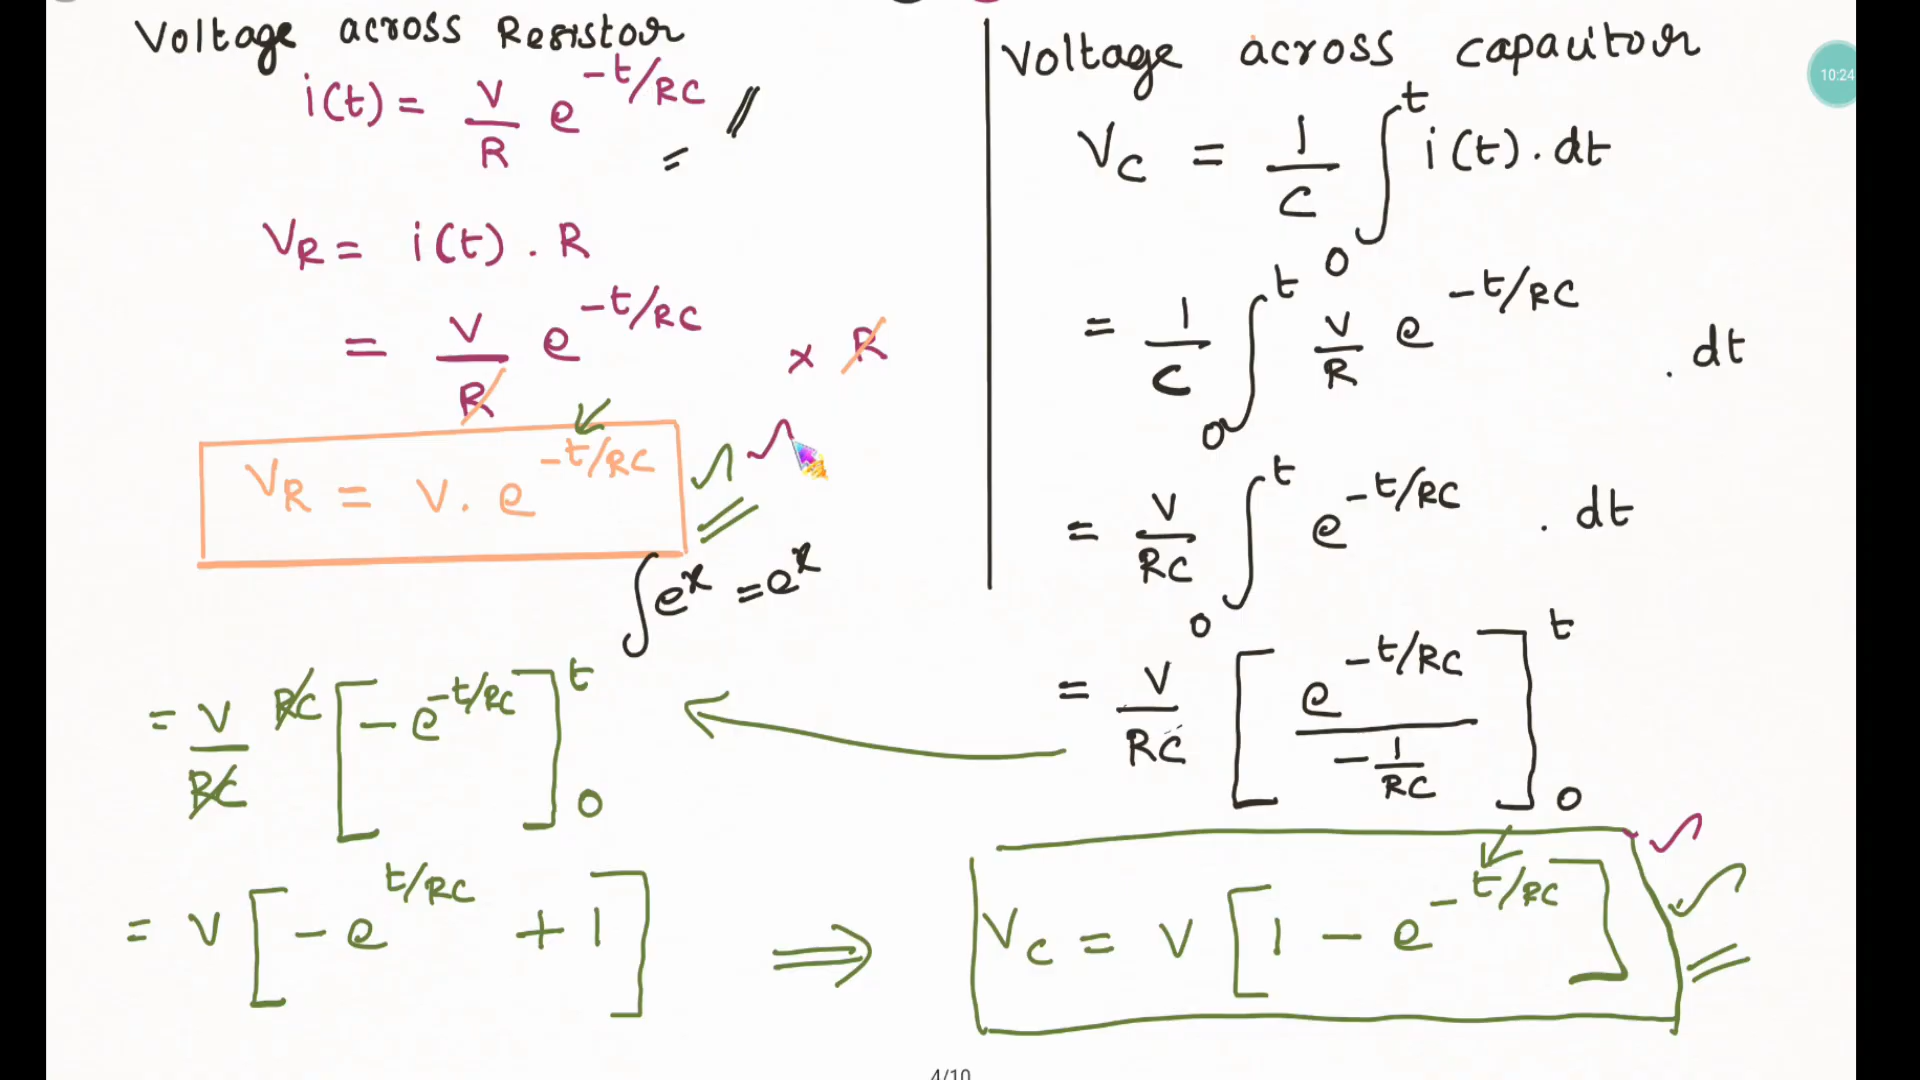 Voltage across Resistor
i(t) = V/R e^-t/RC //
=
V_R = i(t) . R
= V/R e^-t/RC x R
V_R = V. e^-t/RC
∫e^x = e^x
Voltage across capacitor
V_C = 1/C ∫_0^t i(t). dt
= 1/C ∫_0^t V/R e^-t/RC . dt
= V/RC ∫_0^t e^-t/RC . dt
= V/RC [e^-t/RC / -1/RC]_0^t
= V/RC RC [-e^-t/RC]_0^t
= V [-e^t/RC + 1]
⇒ V_C = V [1 - e^-t/RC]
10:24
4/10